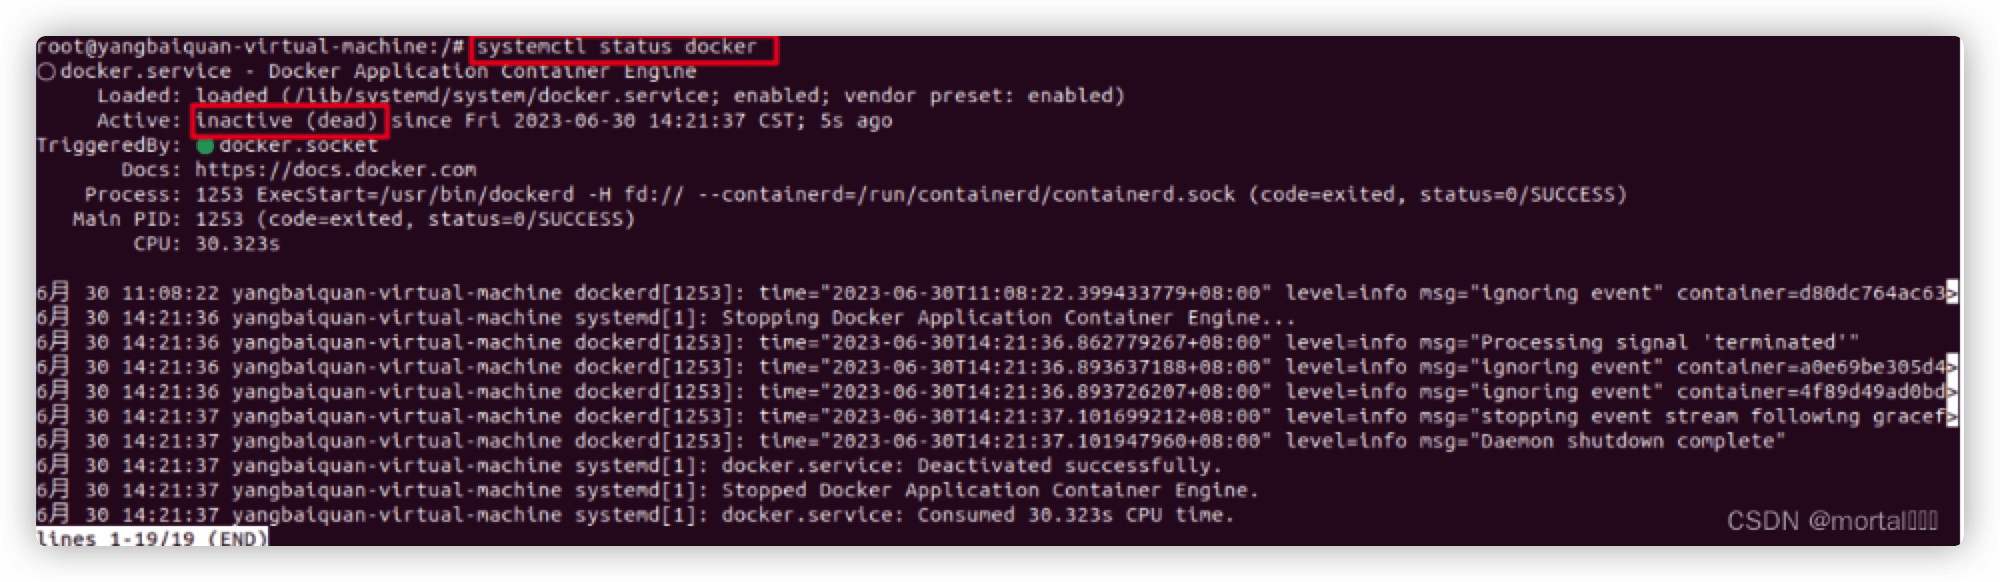 root@yangbaiquan-virtual-machine:/# systemctl status docker
docker.service - Docker Application Container Engine
Loaded: loaded (/lib/systemd/system/docker.service; enabled; vendor preset: enabled)
Active: inactive (dead) since Fri 2023-06-30 14:21:37 CST; 5s ago
TriggeredBy: docker.socket
Docs: https://docs.docker.com
Process: 1253 ExecStart=/usr/bin/dockerd -H fd:// --containerd=/run/containerd/containerd.sock (code=exited, status=0/SUCCESS)
Main PID: 1253 (code=exited, status=0/SUCCESS)
CPU: 30.323s
6月 30 11:08:22 yangbaiquan-virtual-machine dockerd[1253]: time="2023-06-30T11:08:22.399433779+08:00" level=info msg="ignoring event" container=d80dc764ac63>
6月 30 14:21:36 yangbaiquan-virtual-machine systemd[1]: Stopping Docker Application Container Engine...
6月 30 14:21:36 yangbaiquan-virtual-machine dockerd[1253]: time="2023-06-30T14:21:36.862779267+08:00" level=info msg="Processing signal 'terminated'"
6月 30 14:21:36 yangbaiquan-virtual-machine dockerd[1253]: time="2023-06-30T14:21:36.893637188+08:00" level=info msg="ignoring event" container=a0e69be305d4>
6月 30 14:21:36 yangbaiquan-virtual-machine dockerd[1253]: time="2023-06-30T14:21:36.893726207+08:00" level=info msg="ignoring event" container=4f89d49ad0bd>
6月 30 14:21:37 yangbaiquan-virtual-machine dockerd[1253]: time="2023-06-30T14:21:37.101699212+08:00" level=info msg="stopping event stream following gracef>
6月 30 14:21:37 yangbaiquan-virtual-machine dockerd[1253]: time="2023-06-30T14:21:37.101947960+08:00" level=info msg="Daemon shutdown complete"
6月 30 14:21:37 yangbaiquan-virtual-machine systemd[1]: docker.service: Deactivated successfully.
6月 30 14:21:37 yangbaiquan-virtual-machine systemd[1]: Stopped Docker Application Container Engine.
6月 30 14:21:37 yangbaiquan-virtual-machine systemd[1]: docker.service: Consumed 30.323s CPU time.
lines 1-19/19 (END)
CSDN @mortal